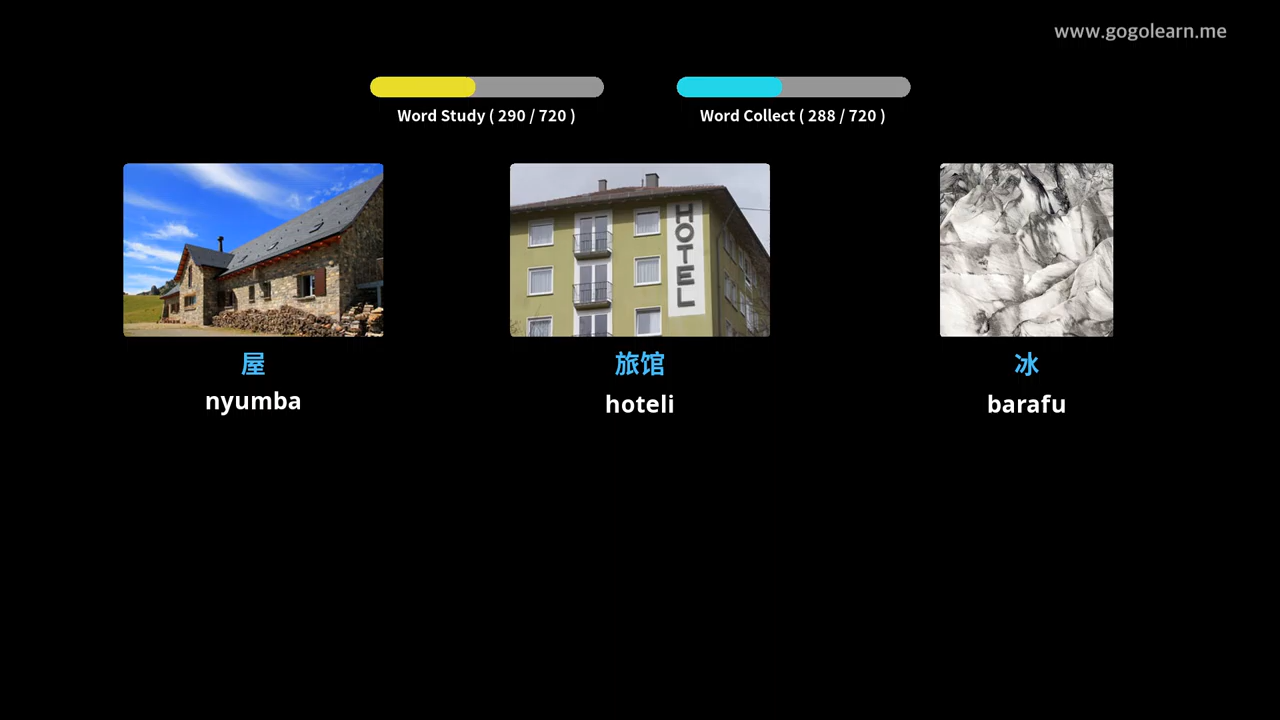 www.gogolearn.me
Word Study ( 290 / 720 )
Word Collect ( 288 / 720 )
HOTEL
屋
旅馆
冰
nyumba
hoteli
barafu